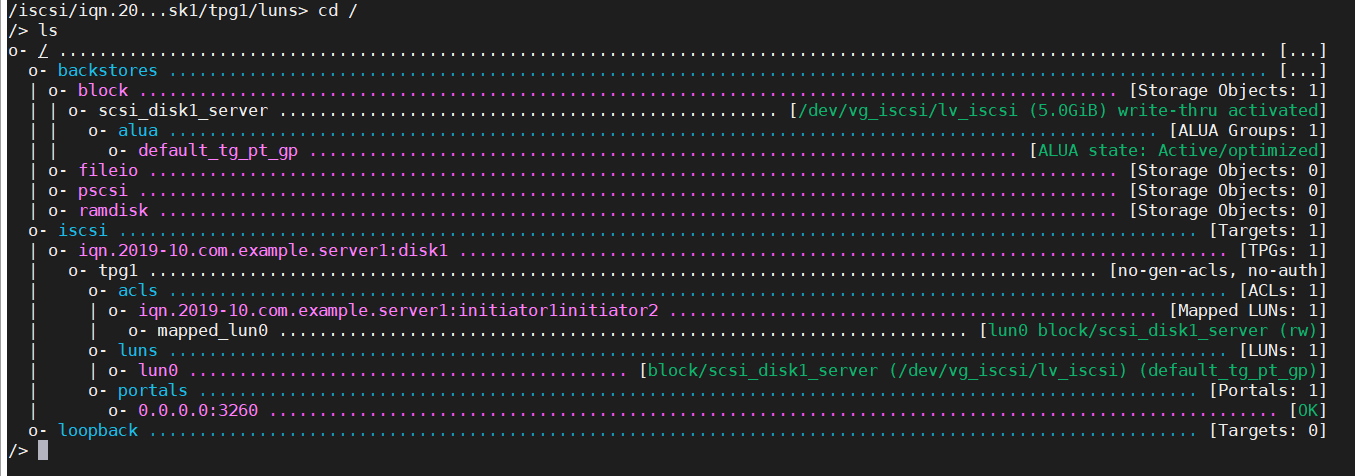 /iscsi/iqn.20...sk1/tpg1/luns> cd /
/> ls
o- / ......................................................................................................................... [...]
  o- backstores .............................................................................................................. [...]
  | o- block .................................................................................................. [Storage Objects: 1]
  | | o- scsi_disk1_server .................................................. [/dev/vg_iscsi/lv_iscsi (5.0GiB) write-thru activated]
  | |   o- alua ................................................................................................... [ALUA Groups: 1]
  | |     o- default_tg_pt_gp ....................................................................... [ALUA state: Active/optimized]
  | o- fileio ................................................................................................. [Storage Objects: 0]
  | o- pscsi .................................................................................................. [Storage Objects: 0]
  | o- ramdisk ................................................................................................ [Storage Objects: 0]
  o- iscsi ............................................................................................................ [Targets: 1]
  | o- iqn.2019-10.com.example.server1:disk1 ............................................................................. [TPGs: 1]
  |   o- tpg1 ............................................................................................... [no-gen-acls, no-auth]
  |     o- acls .......................................................................................................... [ACLs: 1]
  |     | o- iqn.2019-10.com.example.server1:initiator1initiator2 .................................................. [Mapped LUNs: 1]
  |     |   o- mapped_lun0 ..................................................................... [lun0 block/scsi_disk1_server (rw)]
  |     o- luns .......................................................................................................... [LUNs: 1]
  |     | o- lun0 ............................................ [block/scsi_disk1_server (/dev/vg_iscsi/lv_iscsi) (default_tg_pt_gp)]
  |     o- portals .................................................................................................... [Portals: 1]
  |       o- 0.0.0.0:3260 ..................................................................................................... [OK]
  o- loopback ......................................................................................................... [Targets: 0]
/>